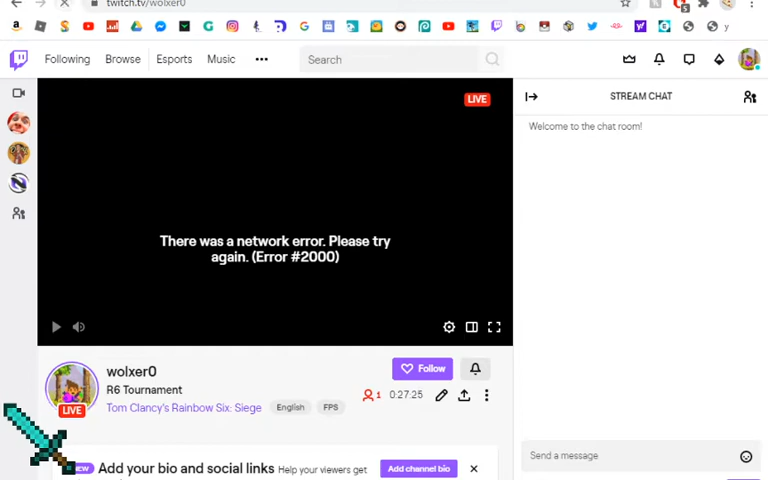 twitch.tv/wolxer0
Following Browse Esports Music ••• Search
STREAM CHAT
LIVE
Welcome to the chat room!
There was a network error. Please try
again. (Error #2000)
wolxer0
Follow
R6 Tournament
LIVE
Tom Clancy's Rainbow Six: Siege English FPS
1 0:27:25
Add your bio and social links Help your viewers get
Add channel bio
Send a message